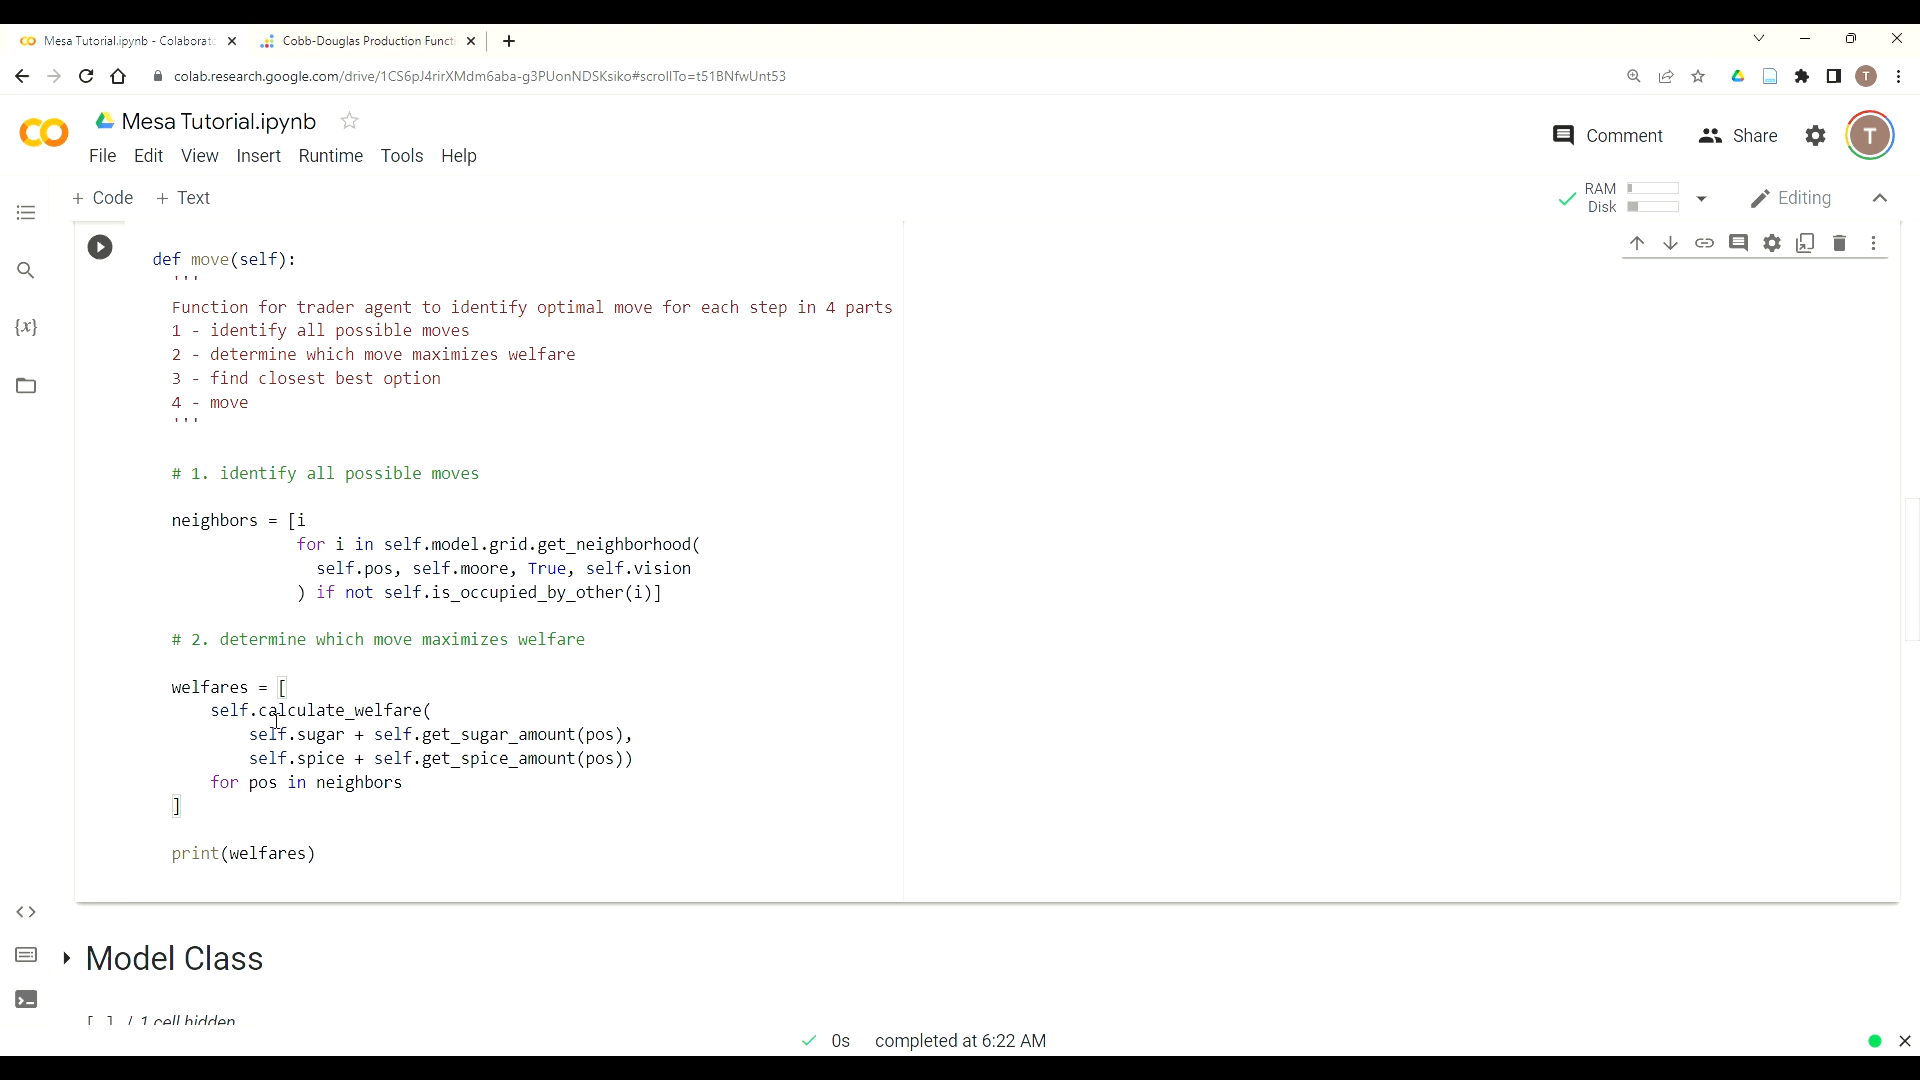 Mesa Tutorial.ipynb - Colaborato
Cobb-Douglas Production Functi
colab.research.google.com/drive/1CS6pJ4rirXMdm6aba-g3PUonNDSKsiko#scrollTo=t51BNfwUnt53
T
CO
Mesa Tutorial.ipynb
Comment
Share
T
File Edit View Insert Runtime Tools Help
+ Code + Text
RAM
Disk
Editing
{x}
def move(self):
'''
Function for trader agent to identify optimal move for each step in 4 parts
1 - identify all possible moves
2 - determine which move maximizes welfare
3 - find closest best option
4 - move
'''
# 1. identify all possible moves
neighbors = [i
for i in self.model.grid.get_neighborhood(
self.pos, self.moore, True, self.vision
) if not self.is_occupied_by_other(i)]
# 2. determine which move maximizes welfare
welfares = [
self.calculate_welfare(
self.sugar + self.get_sugar_amount(pos),
self.spice + self.get_spice_amount(pos))
for pos in neighbors
]
print(welfares)
Model Class
[ ] / 1 cell hidden
0s completed at 6:22 AM